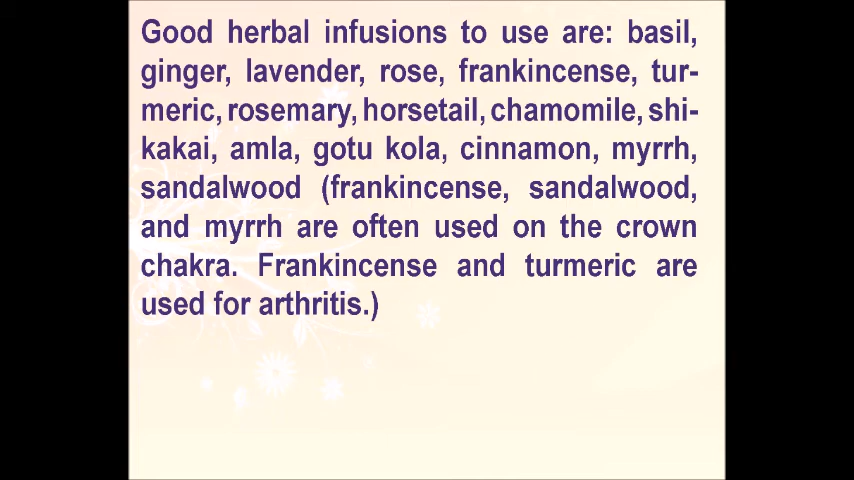 Good herbal infusions to use are: basil,
ginger, lavender, rose, frankincense, tur-
meric, rosemary, horsetail, chamomile, shi-
kakai, amla, gotu kola, cinnamon, myrrh,
sandalwood (frankincense, sandalwood,
and myrrh are often used on the crown
chakra. Frankincense and turmeric are
used for arthritis.)